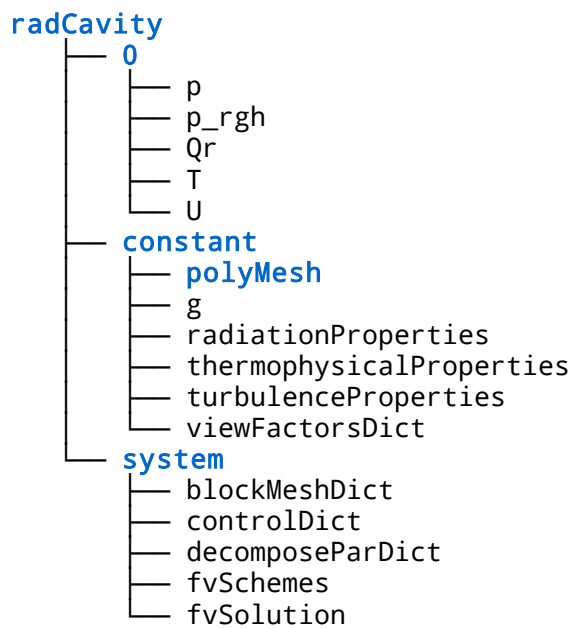 radCavity
0
p
p_rgh
Qr
T
U
constant
polyMesh
g
radiationProperties
thermophysicalProperties
turbulenceProperties
viewFactorsDict
system
blockMeshDict
controlDict
decomposeParDict
fvSchemes
fvSolution